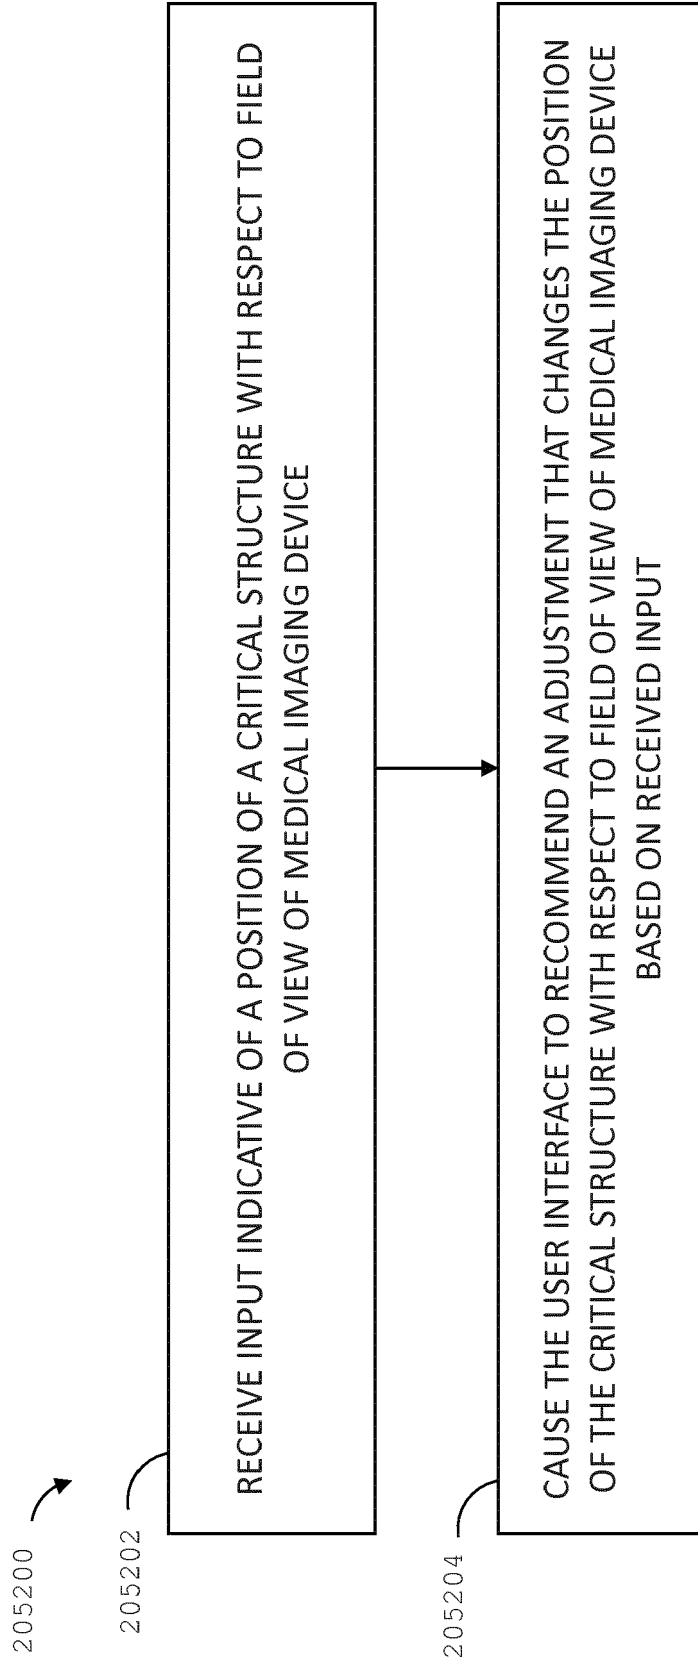 205200
205202
RECEIVE INPUT INDICATIVE OF A POSITION OF A CRITICAL STRUCTURE WITH RESPECT TO FIELD
OF VIEW OF MEDICAL IMAGING DEVICE
205204
CAUSE THE USER INTERFACE TO RECOMMEND AN ADJUSTMENT THAT CHANGES THE POSITION
OF THE CRITICAL STRUCTURE WITH RESPECT TO FIELD OF VIEW OF MEDICAL IMAGING DEVICE
BASED ON RECEIVED INPUT